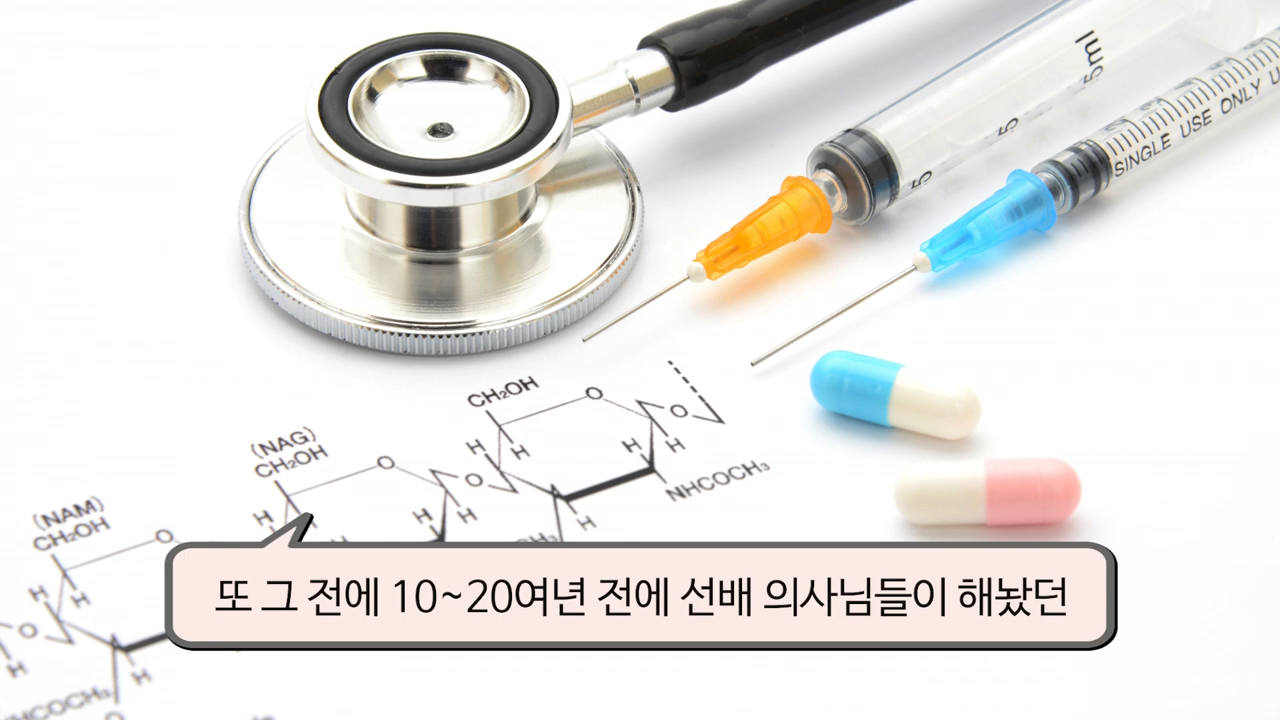 5ml
5
5
SINGLE USE ONLY
CH₂OH
O
O
H
H
NHCOCH₃
(NAG)
CH₂OH
O
O
H
H
H
H
H
(NAM)
CH₂OH
O
H
H
O
H
H
또 그 전에 10~20여년 전에 선배 의사님들이 해놨던